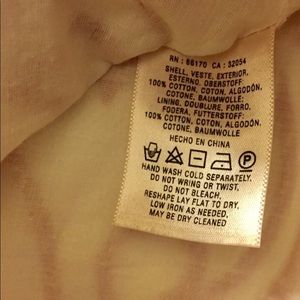 RN : 66170 CA : 32054
SHELL, VESTE, EXTERIOR,
ESTERNO, OBERSTOFF:
100% COTTON, COTON, ALGODÓN,
COTONE, BAUMWOLLE;
LINING, DOUBLURE, FORRO,
FODERA, FUTTERSTOFF:
100% COTTON, COTON, ALGODÓN,
COTONE, BAUMWOLLE
HECHO EN CHINA
P
HAND WASH COLD SEPARATELY.
DO NOT WRING OR TWIST.
DO NOT BLEACH.
RESHAPE LAY FLAT TO DRY.
LOW IRON AS NEEDED.
MAY BE DRY CLEANED